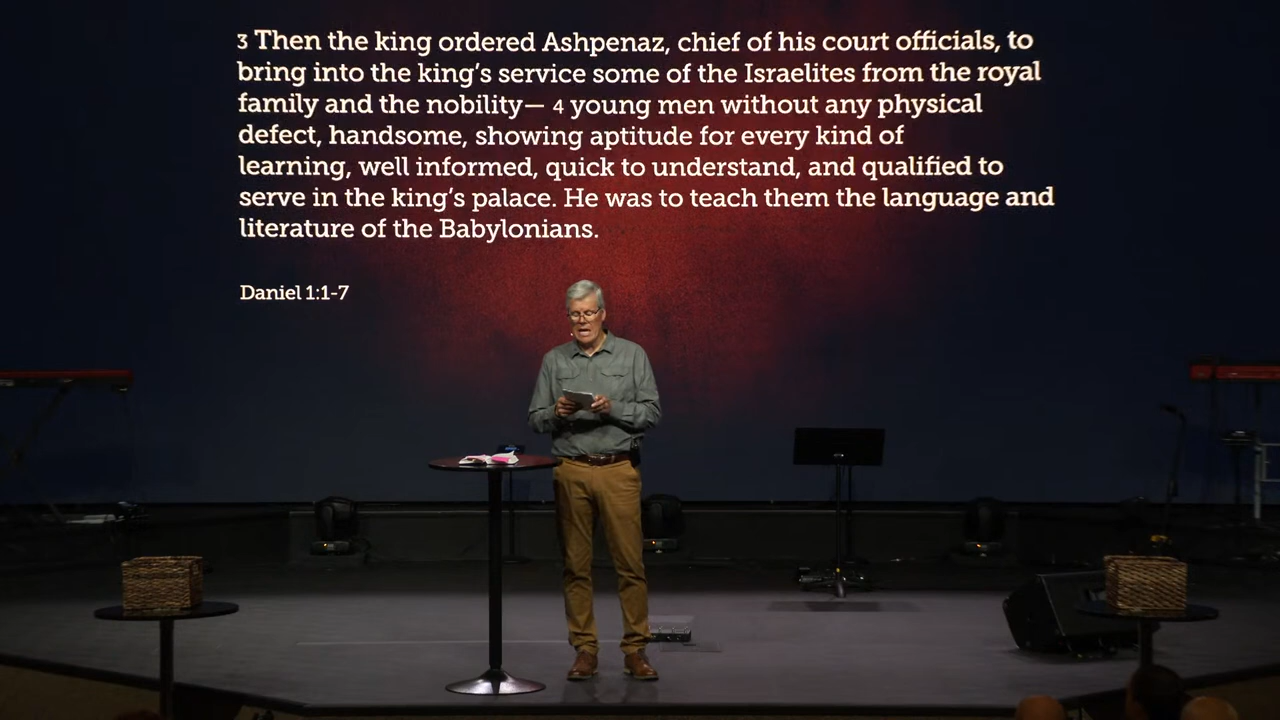 3 Then the king ordered Ashpenaz, chief of his court officials, to
bring into the king’s service some of the Israelites from the royal
family and the nobility— 4 young men without any physical
defect, handsome, showing aptitude for every kind of
learning, well informed, quick to understand, and qualified to
serve in the king’s palace. He was to teach them the language and
literature of the Babylonians.
Daniel 1:1-7